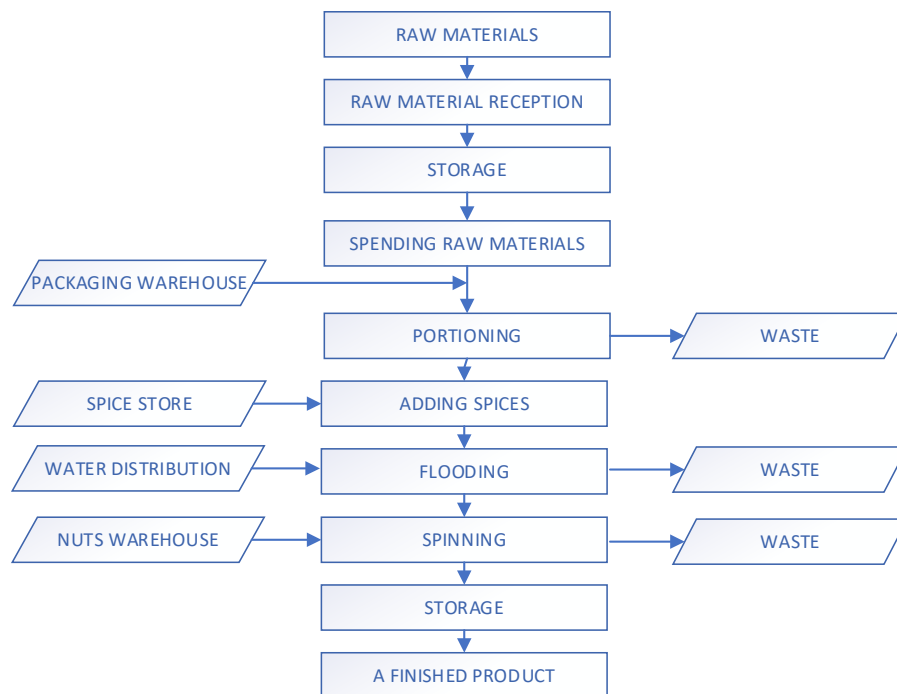 RAW MATERIALS
RAW MATERIAL RECEPTION
STORAGE
SPENDING RAW MATERIALS
PACKAGING WAREHOUSE
PORTIONING
WASTE
SPICE STORE
ADDING SPICES
WATER DISTRIBUTION
FLOODING
WASTE
NUTS WAREHOUSE
SPINNING
WASTE
STORAGE
A FINISHED PRODUCT